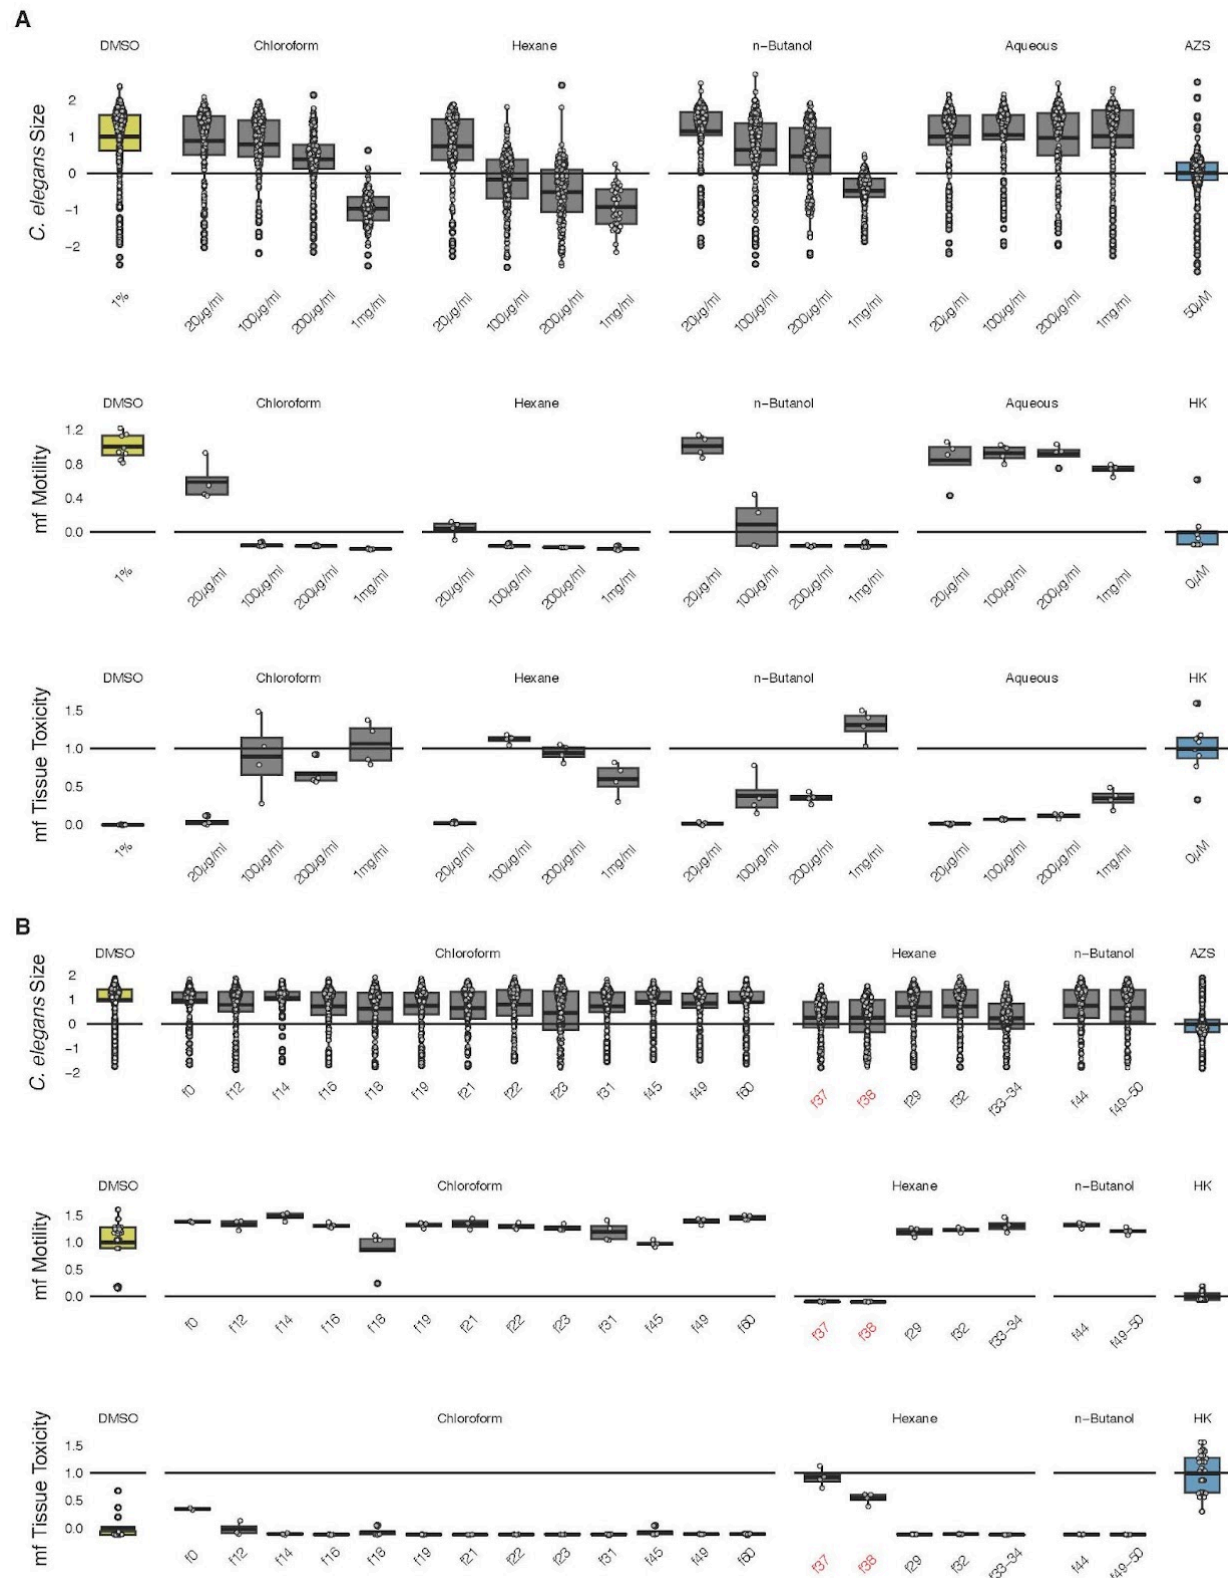 A
DMSO Chloroform Hexane n-Butanol Aqueous AZS
C. elegans Size
2
1
0
−1
−2
1% 20µg/ml 100µg/ml 200µg/ml 1mg/ml 20µg/ml 100µg/ml 200µg/ml 1mg/ml 20µg/ml 100µg/ml 200µg/ml 1mg/ml 20µg/ml 100µg/ml 200µg/ml 1mg/ml 50µM
DMSO Chloroform Hexane n-Butanol Aqueous HK
mf Motility
1.2
0.8
0.4
0.0
1% 20µg/ml 100µg/ml 200µg/ml 1mg/ml 20µg/ml 100µg/ml 200µg/ml 1mg/ml 20µg/ml 100µg/ml 200µg/ml 1mg/ml 20µg/ml 100µg/ml 200µg/ml 1mg/ml 0µM
DMSO Chloroform Hexane n-Butanol Aqueous HK
mf Tissue Toxicity
1.5
1.0
0.5
0.0
1% 20µg/ml 100µg/ml 200µg/ml 1mg/ml 20µg/ml 100µg/ml 200µg/ml 1mg/ml 20µg/ml 100µg/ml 200µg/ml 1mg/ml 20µg/ml 100µg/ml 200µg/ml 1mg/ml 0µM
B
DMSO Chloroform Hexane n-Butanol AZS
C. elegans Size
2
1
0
−1
−2
f0 f12 f14 f16 f18 f19 f21 f22 f23 f31 f45 f49 f60 f37 f38 f29 f32 f33-34 f44 f49-50
DMSO Chloroform Hexane n-Butanol HK
mf Motility
1.5
1.0
0.5
0.0
f0 f12 f14 f16 f18 f19 f21 f22 f23 f31 f45 f49 f60 f37 f38 f29 f32 f33-34 f44 f49-50
DMSO Chloroform Hexane n-Butanol HK
mf Tissue Toxicity
1.5
1.0
0.5
0.0
f0 f12 f14 f16 f18 f19 f21 f22 f23 f31 f45 f49 f60 f37 f38 f29 f32 f33-34 f44 f49-50